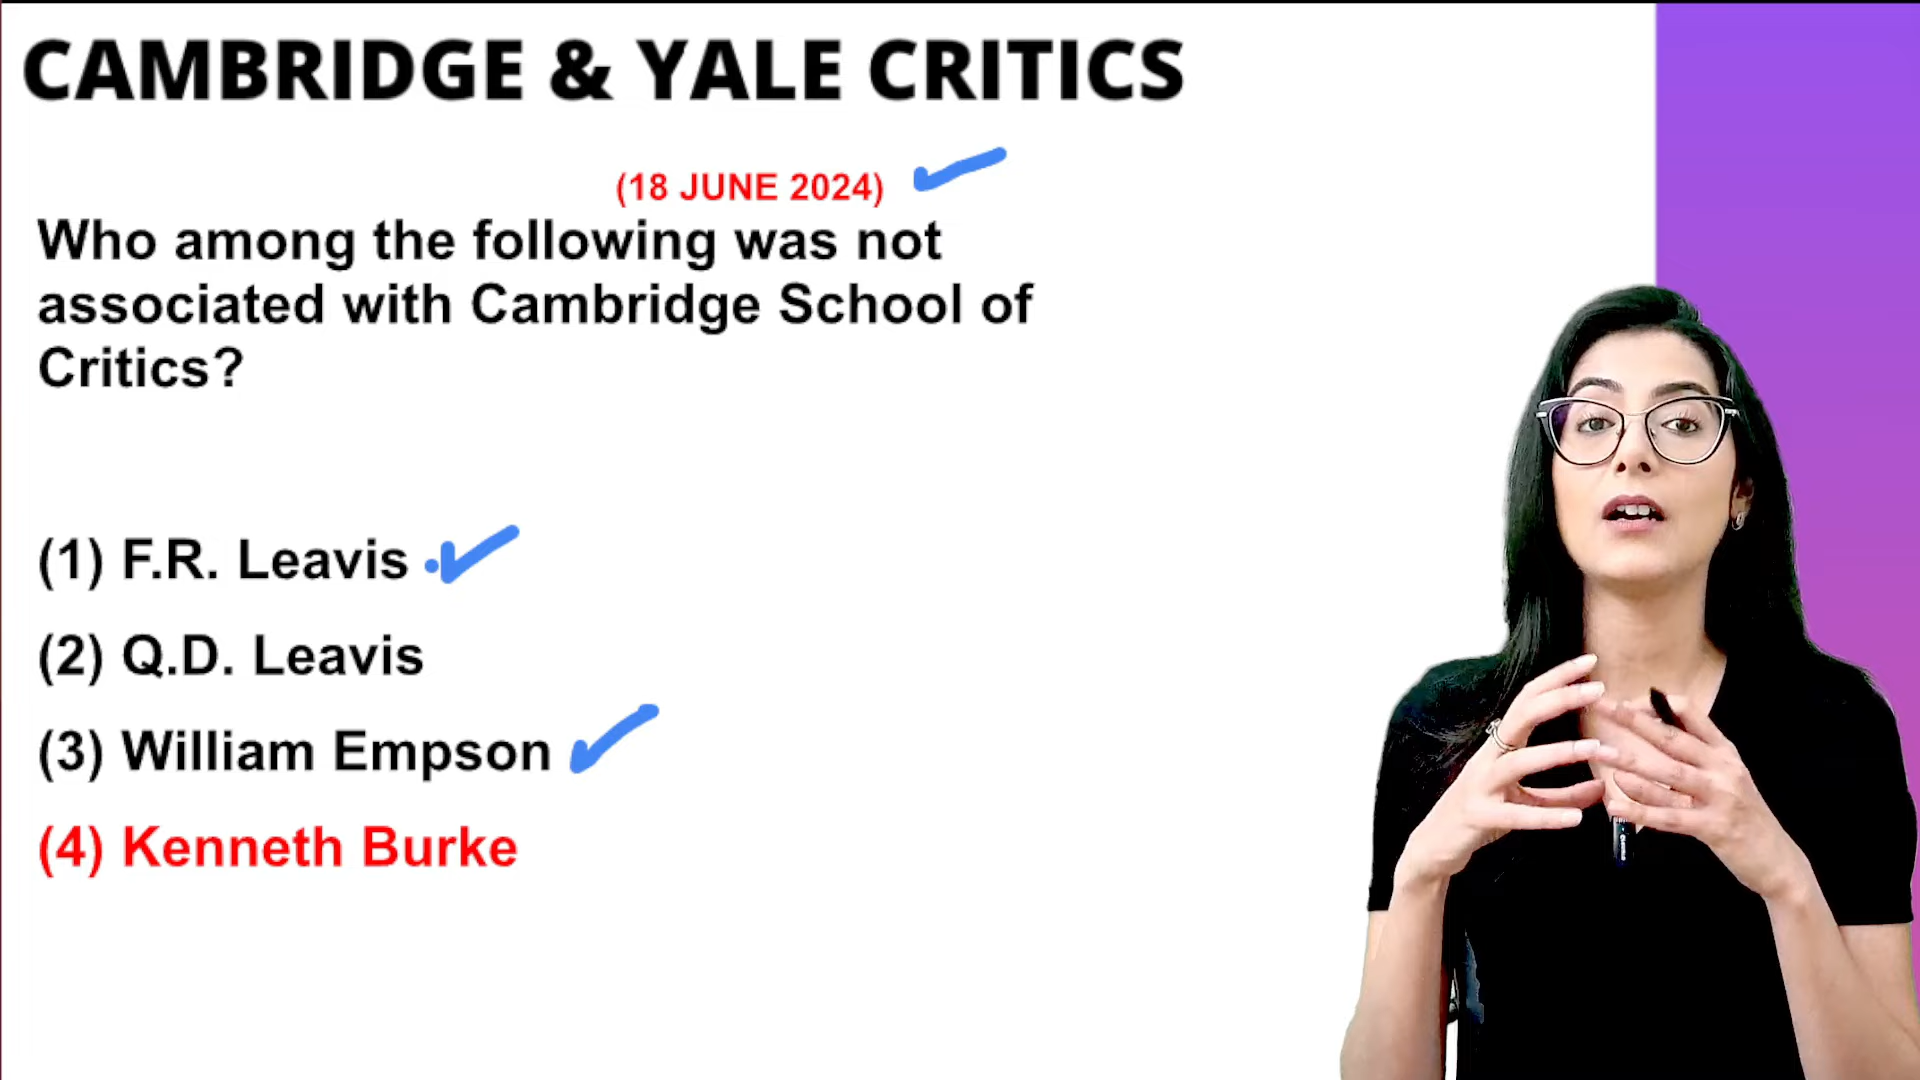 CAMBRIDGE & YALE CRITICS
(18 JUNE 2024)
Who among the following was not
associated with Cambridge School of
Critics?
(1) F.R. Leavis
(2) Q.D. Leavis
(3) William Empson
(4) Kenneth Burke